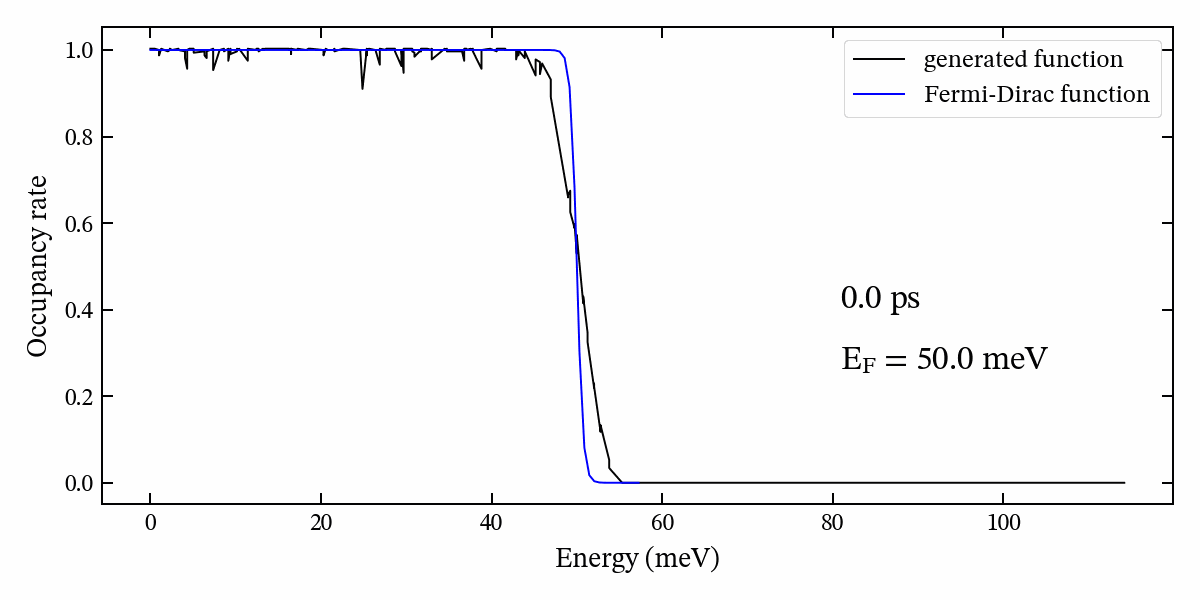 generated function
Fermi-Dirac function
1.0
0.8
0.6
0.4
0.2
0.0
Occupancy rate
0.0 ps
E_F = 50.0 meV
0 20 40 60 80 100
Energy (meV)